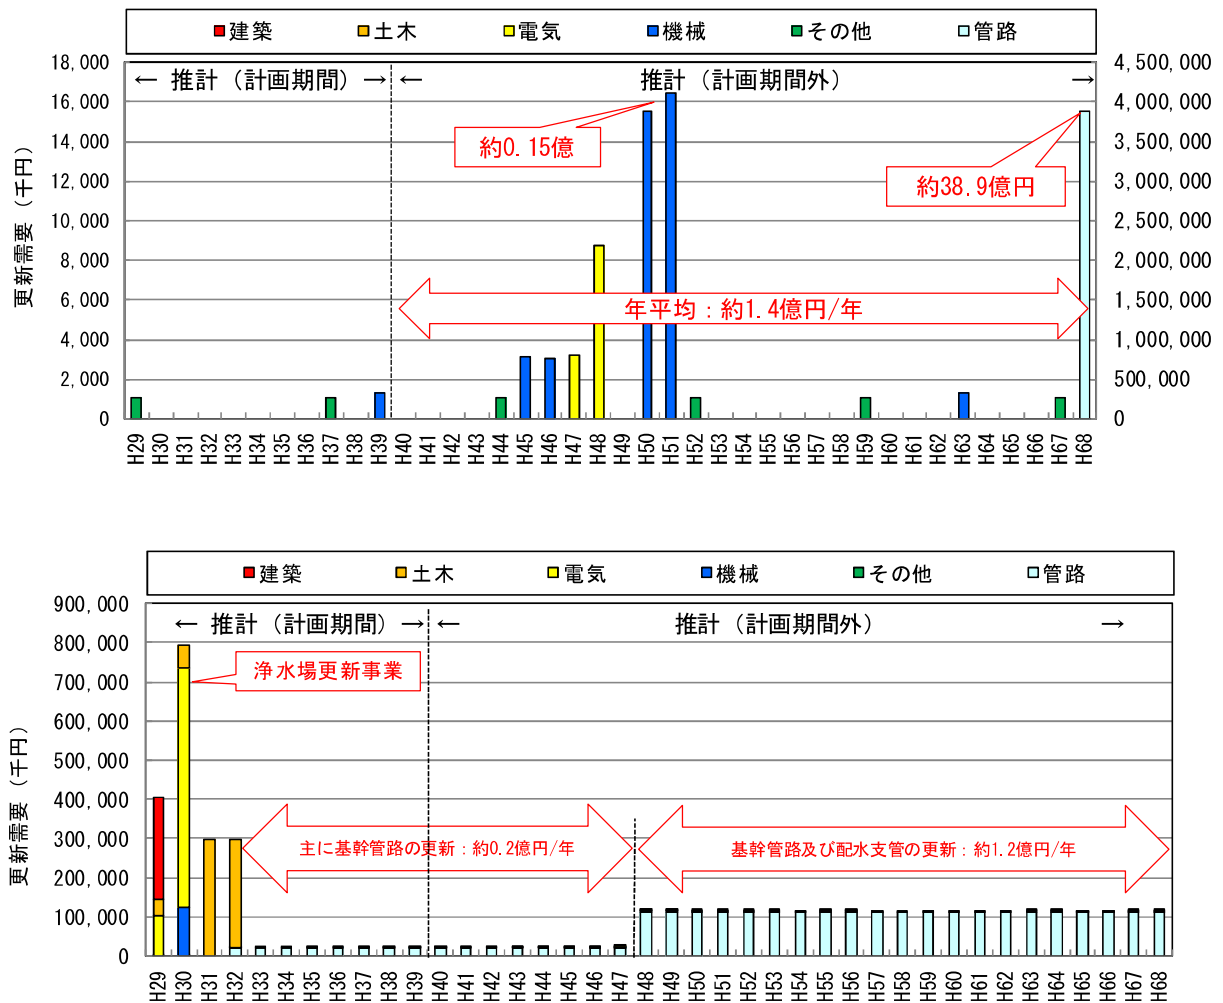 建築 土木 電気 機械 その他 管路
← 推計（計画期間）→ ← 推計（計画期間外） →
18,000 4,500,000
16,000 4,000,000
14,000 3,500,000
12,000 3,000,000
10,000 2,500,000
8,000 2,000,000
6,000 1,500,000
4,000 1,000,000
2,000 500,000
0 0
更新需要（千円）
約0.15億
約38.9億円
年平均：約1.4億円/年
H29 H30 H31 H32 H33 H34 H35 H36 H37 H38 H39 H40 H41 H42 H43 H44 H45 H46 H47 H48 H49 H50 H51 H52 H53 H54 H55 H56 H57 H58 H59 H60 H61 H62 H63 H64 H65 H66 H67 H68
建築 土木 電気 機械 その他 管路
← 推計（計画期間）→ ← 推計（計画期間外） →
900,000
800,000
700,000
600,000
500,000
400,000
300,000
200,000
100,000
0
更新需要（千円）
浄水場更新事業
主に基幹管路の更新：約0.2億円/年
基幹管路及び配水支管の更新：約1.2億円/年
H29 H30 H31 H32 H33 H34 H35 H36 H37 H38 H39 H40 H41 H42 H43 H44 H45 H46 H47 H48 H49 H50 H51 H52 H53 H54 H55 H56 H57 H58 H59 H60 H61 H62 H63 H64 H65 H66 H67 H68